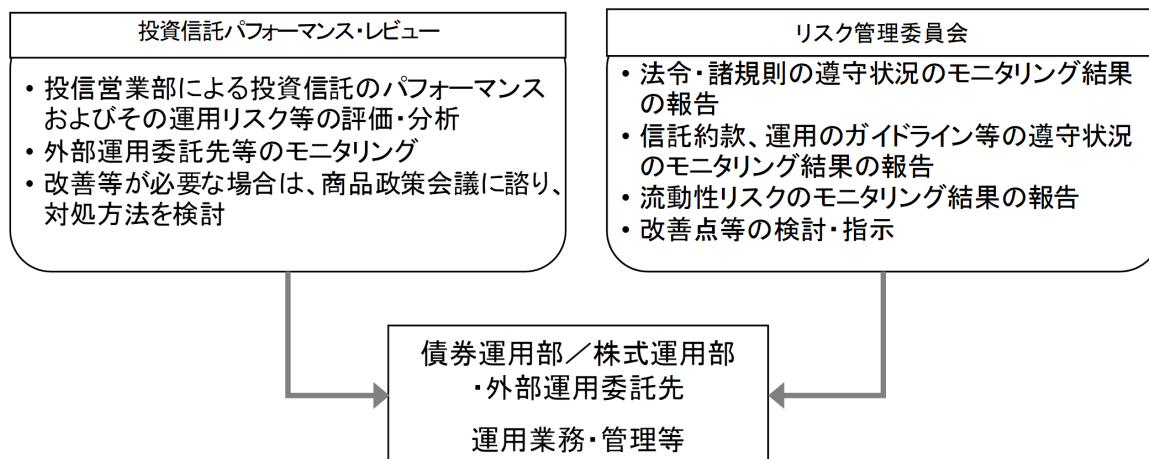 投資信託パフォーマンス・レビュー
• 投信営業部による投資信託のパフォーマンス
およびその運用リスク等の評価・分析
• 外部運用委託先等のモニタリング
• 改善等が必要な場合は、商品政策会議に諮り、
対処方法を検討
リスク管理委員会
• 法令・諸規則の遵守状況のモニタリング結果
の報告
• 信託約款、運用のガイドライン等の遵守状況
のモニタリング結果の報告
• 流動性リスクのモニタリング結果の報告
• 改善点等の検討・指示
債券運用部／株式運用部
・外部運用委託先
運用業務・管理等